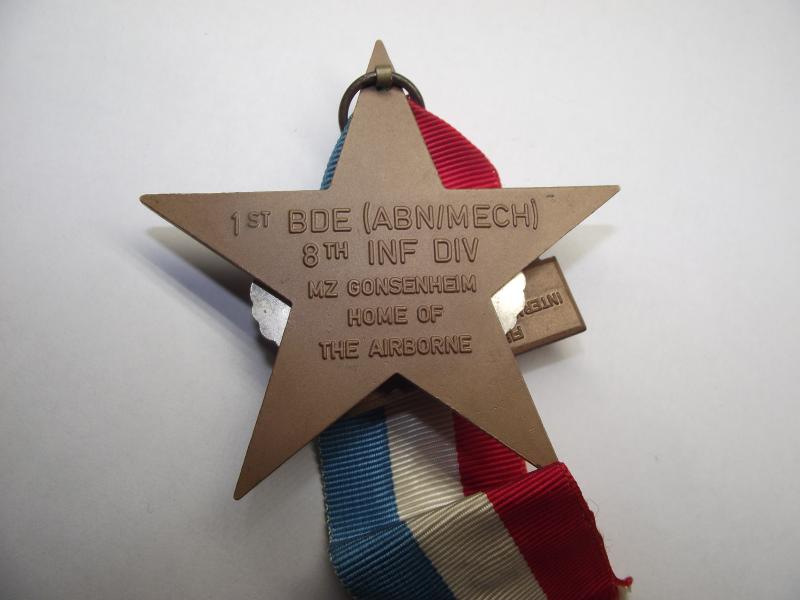 1ST BDE (ABN/MECH)
8TH INF DIV
MZ GONSENHEIM
HOME OF
THE AIRBORNE